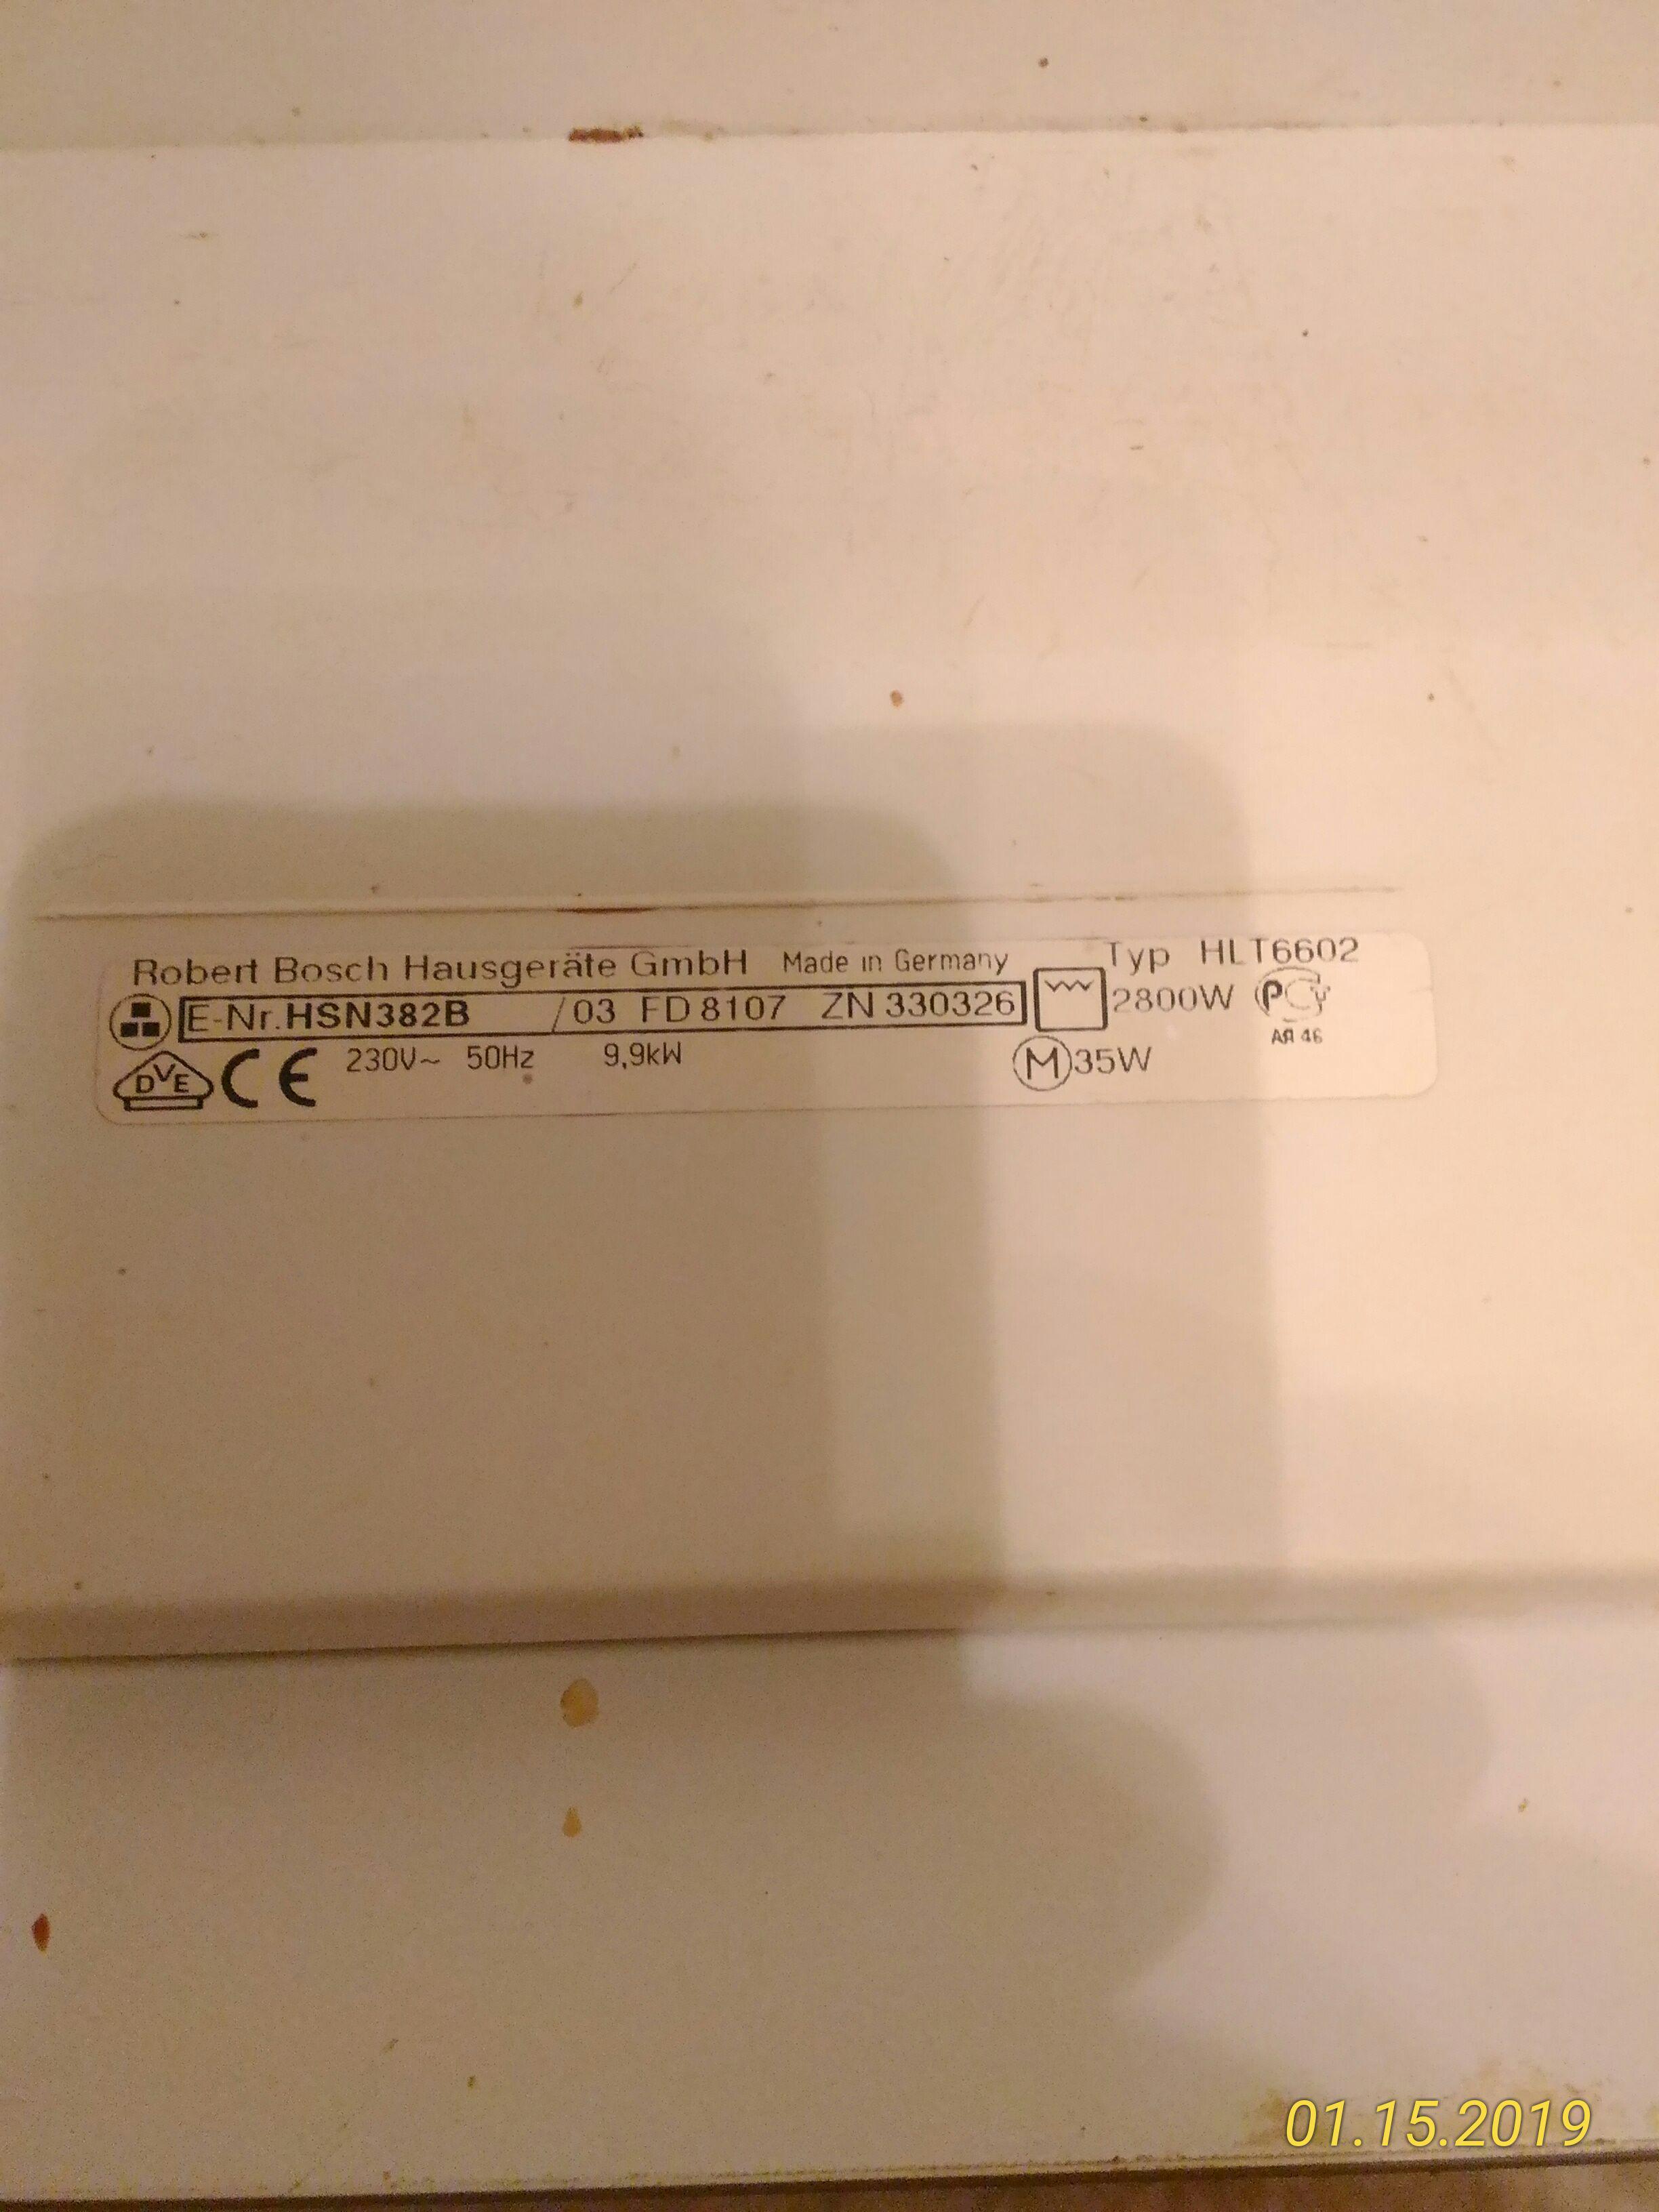 Robert Bosch Hausgeräte GmbH Made in Germany Typ HLT6602
E-Nr.HSN382B /03 FD 8107 ZN 330326 2800W
АЯ 46
DVE CE 230V~ 50Hz 9,9kW M 35W
01.15.2019